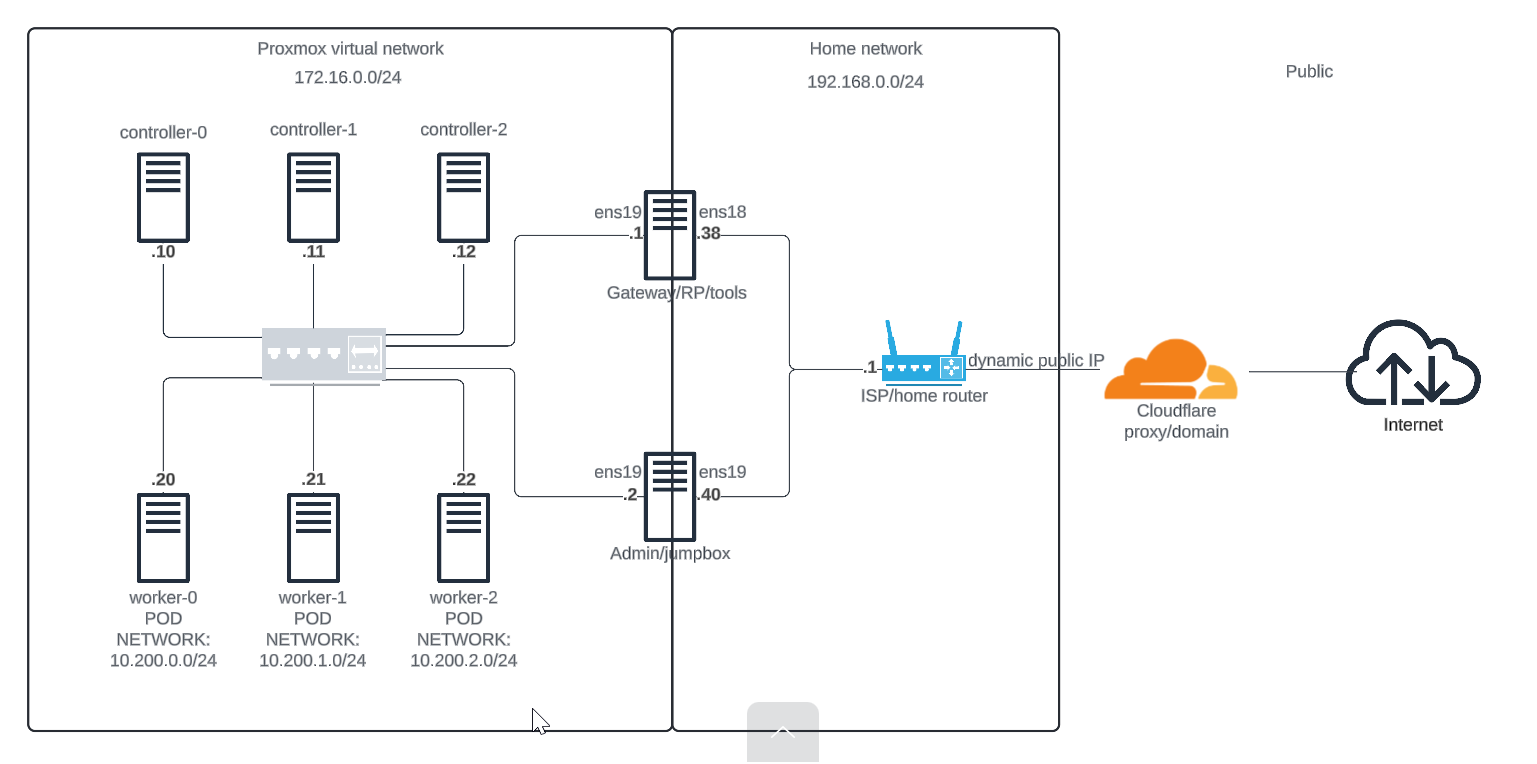 Proxmox virtual network
172.16.0.0/24
Home network
192.168.0.0/24
Public
controller-0
controller-1
controller-2
.10
.11
.12
ens19
ens18
.1
.38
Gateway/RP/tools
.1
dynamic public IP
ISP/home router
Cloudflare
proxy/domain
Internet
ens19
ens19
.2
.40
Admin/jumpbox
.20
.21
.22
worker-0
POD
NETWORK:
10.200.0.0/24
worker-1
POD
NETWORK:
10.200.1.0/24
worker-2
POD
NETWORK:
10.200.2.0/24